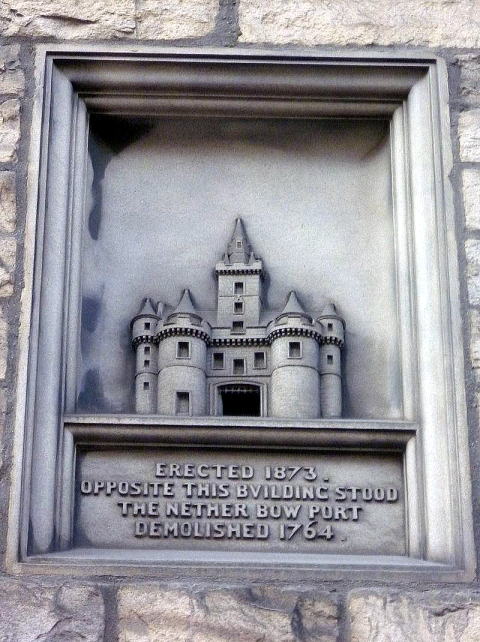 ERECTED 1873.
OPPOSITE THIS BVILDING STOOD
THE NETHER BOW PORT
DEMOLISHED 1764.